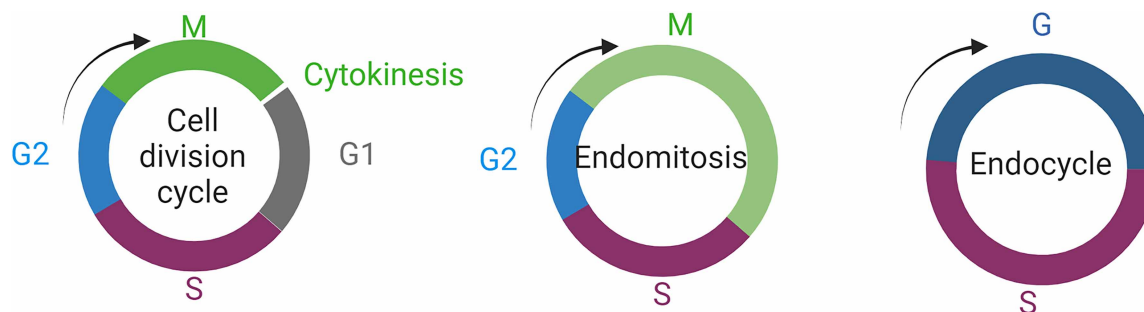 M
Cytokinesis
Cell
division
cycle
G2
G1
S
M
G2
Endomitosis
S
G
Endocycle
S